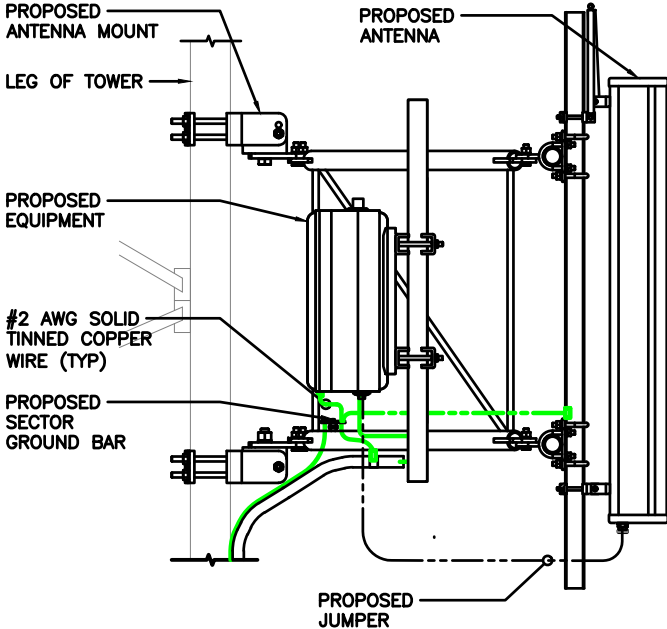 PROPOSED
ANTENNA MOUNT
PROPOSED
ANTENNA
LEG OF TOWER
PROPOSED
EQUIPMENT
#2 AWG SOLID
TINNED COPPER
WIRE (TYP)
PROPOSED
SECTOR
GROUND BAR
PROPOSED
JUMPER